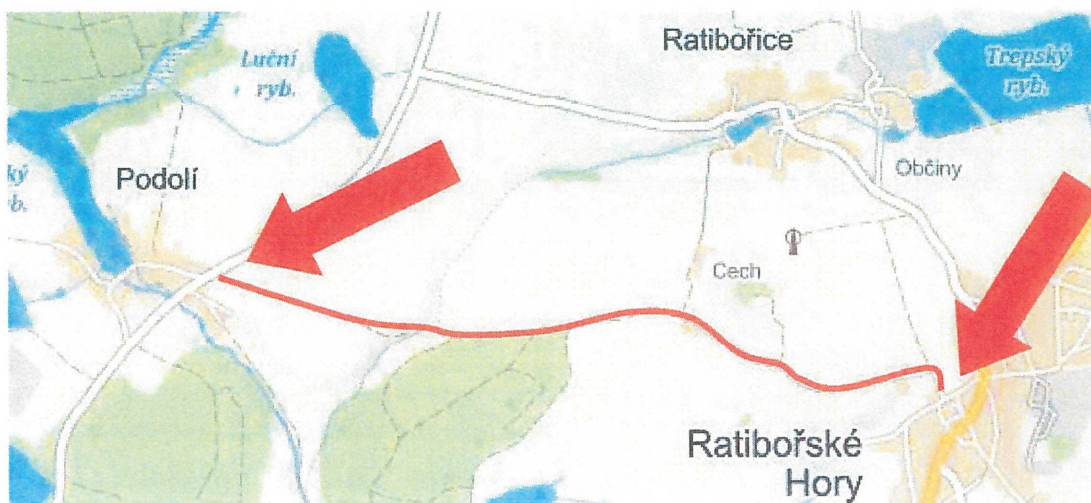 Ratibořice
Luční
ryb.
Trepský
ryb.
Podolí
ký
yb.
Občiny
Cech
Ratibořské
Hory